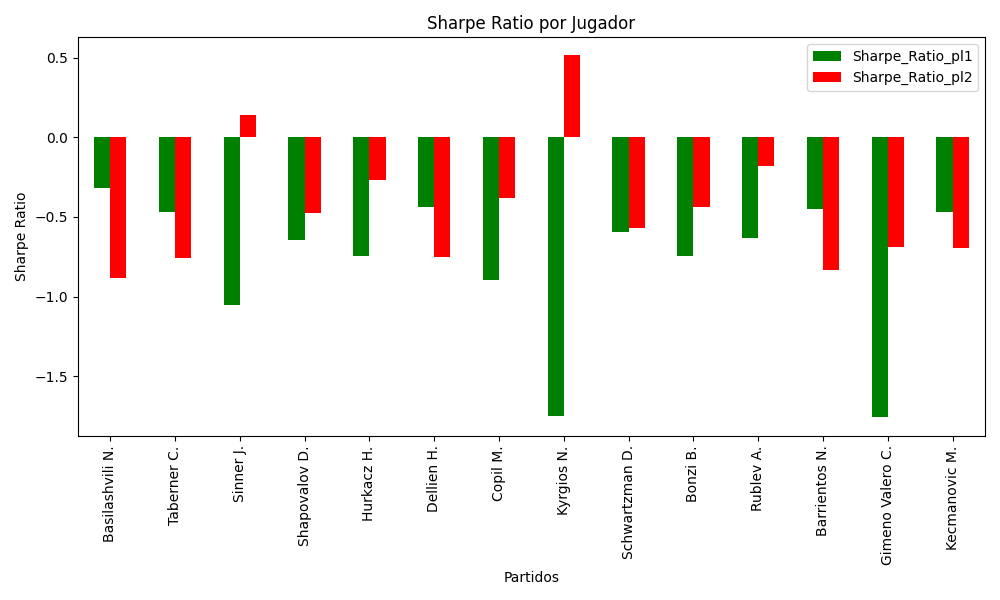 Sharpe Ratio por Jugador
Sharpe_Ratio_pl1
Sharpe_Ratio_pl2
Sharpe Ratio
0.5
0.0
−0.5
−1.0
−1.5
Basilashvili N.
Taberner C.
Sinner J.
Shapovalov D.
Hurkacz H.
Dellien H.
Copil M.
Kyrgios N.
Schwartzman D.
Bonzi B.
Rublev A.
Barrientos N.
Gimeno Valero C.
Kecmanovic M.
Partidos